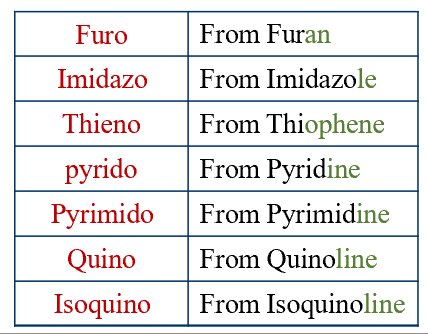 Furo From Furan
Imidazo From Imidazole
Thieno From Thiophene
pyrido From Pyridine
Pyrimido From Pyrimidine
Quino From Quinoline
Isoquino From Isoquinoline